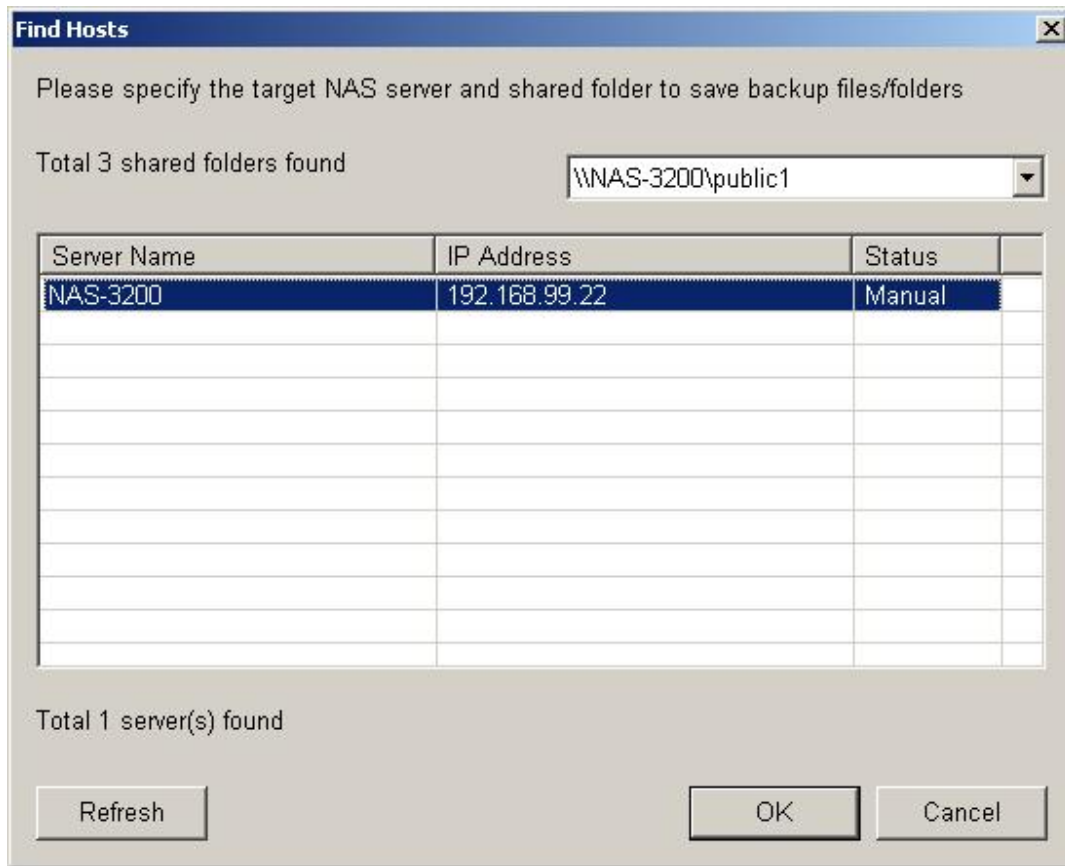 Find Hosts
Please specify the target NAS server and shared folder to save backup files/folders
Total 3 shared folders found
\\NAS-3200\public1
Server Name IP Address Status
NAS-3200 192.168.99.22 Manual
Total 1 server(s) found
Refresh OK Cancel